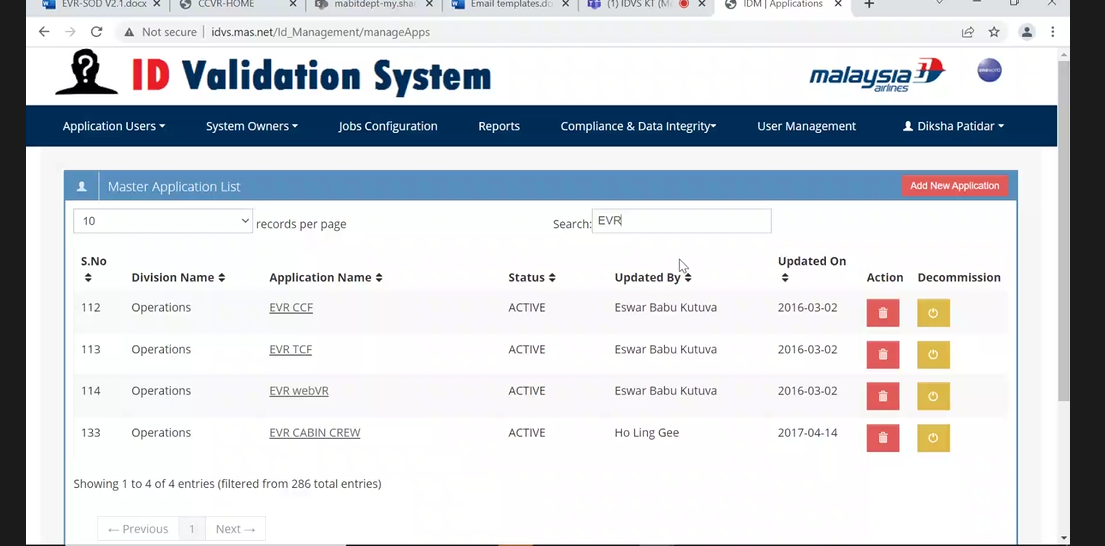 EVR-SOD V2.1.docx
CCVR-HOME
mabitdept-my.shar
Email templates.do
(1) IDVS KT (M
IDM | Applications
Not secure | idvs.mas.net/Id_Management/manageApps
?
ID Validation System
malaysia
airlines
Application Users
System Owners
Jobs Configuration
Reports
Compliance & Data Integrity
User Management
Diksha Patidar
Master Application List
Add New Application
10 records per page
Search: EVR
S.No Division Name Application Name Status Updated By Updated On Action Decommission
112 Operations EVR CCF ACTIVE Eswar Babu Kutuva 2016-03-02
113 Operations EVR TCF ACTIVE Eswar Babu Kutuva 2016-03-02
114 Operations EVR webVR ACTIVE Eswar Babu Kutuva 2016-03-02
133 Operations EVR CABIN CREW ACTIVE Ho Ling Gee 2017-04-14
Showing 1 to 4 of 4 entries (filtered from 286 total entries)
← Previous 1 Next →